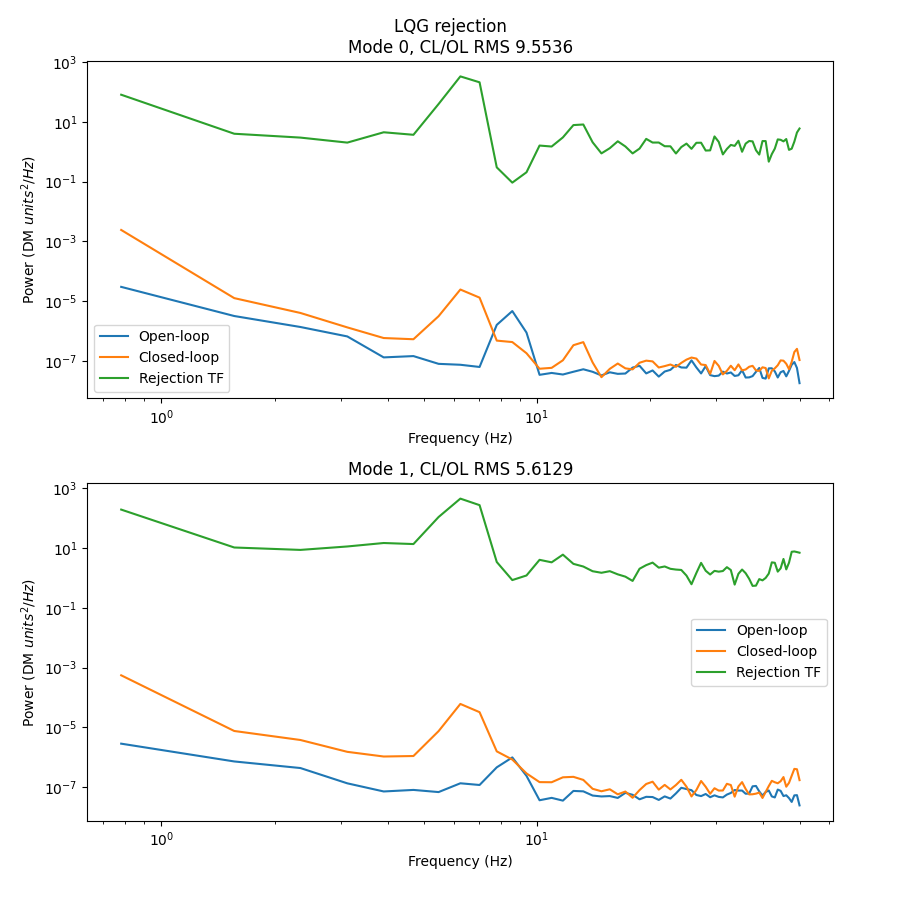 LQG rejection
Mode 0, CL/OL RMS 9.5536
10³
10¹
10⁻¹
10⁻³
10⁻⁵
10⁻⁷
Power (DM units²/Hz)
Open-loop
Closed-loop
Rejection TF
10⁰
10¹
Frequency (Hz)
Mode 1, CL/OL RMS 5.6129
10³
10¹
10⁻¹
10⁻³
10⁻⁵
10⁻⁷
Power (DM units²/Hz)
Open-loop
Closed-loop
Rejection TF
10⁰
10¹
Frequency (Hz)